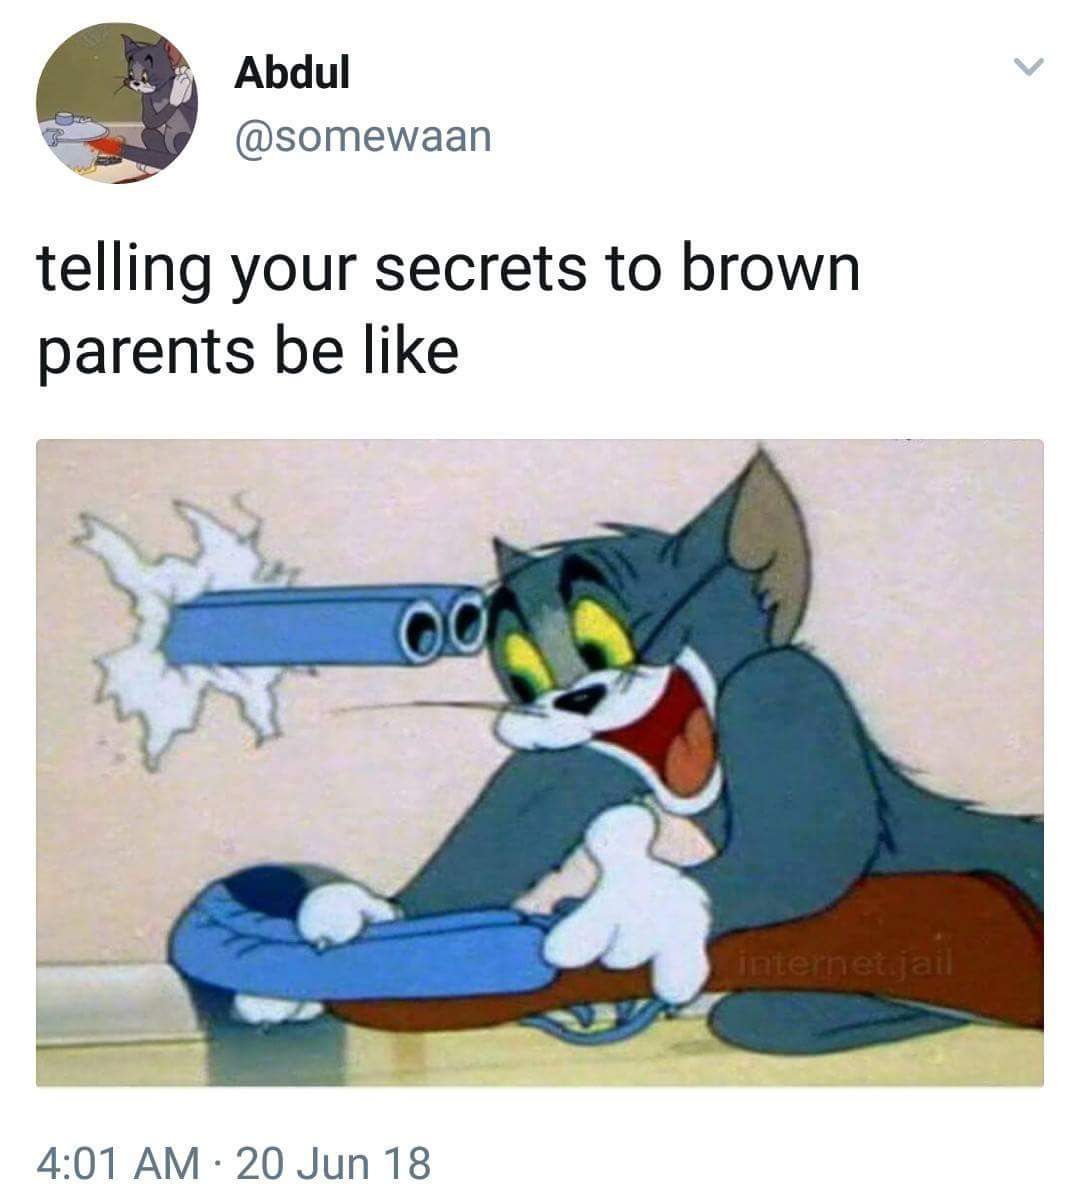 Abdul
@somewaan
telling your secrets to brown
parents be like
internet.jail
4:01 AM · 20 Jun 18